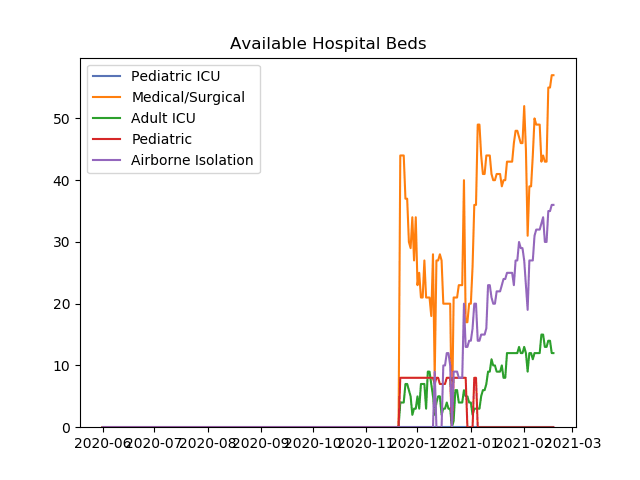 Available Hospital Beds
Pediatric ICU
Medical/Surgical
Adult ICU
Pediatric
Airborne Isolation
50
40
30
20
10
0
2020-06 2020-07 2020-08 2020-09 2020-10 2020-11 2020-12 2021-01 2021-02 2021-03